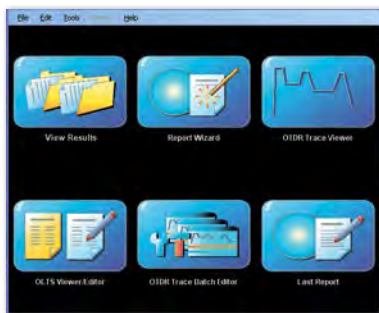 File Edit Tools Help
View Results Report Wizard OTDR Trace Viewer
OLTS Viewer/Editor OTDR Trace Batch Editor Last Report